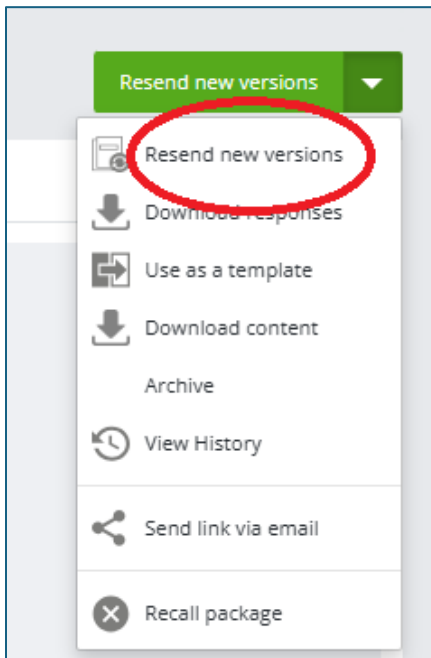 Resend new versions
Resend new versions
Download responses
Use as a template
Download content
Archive
View History
Send link via email
Recall package